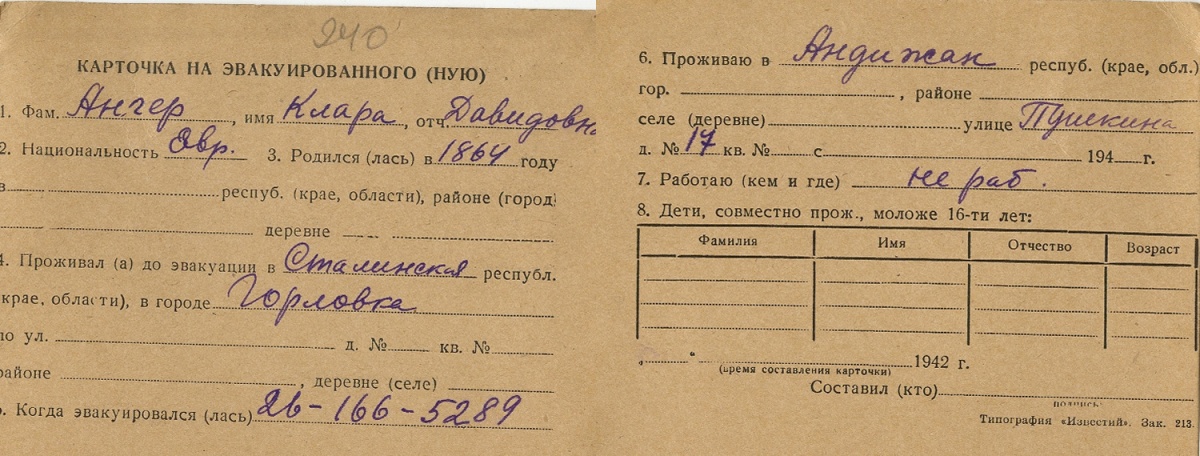 240
КАРТОЧКА НА ЭВАКУИРОВАННОГО (НУЮ)
1. Фам. Ангер, имя Клара, отч. Давидовна
2. Национальность Евр. 3. Родился (лась) в 1864 году
в респуб. (крае, области), районе (город
деревне
4. Проживал (а) до эвакуации в Сталинская республ.
крае, области), в городе Горловка
по ул. д. № кв. №
районе , деревне (селе)
5. Когда эвакуировался (лась) 26-166-5289
6. Проживаю в Андижан респуб. (крае, обл.)
гор. , районе
селе (деревне) улице Пушкина
д. № 17 кв. № с 194 г.
7. Работаю (кем и где) не раб.
8. Дети, совместно прож., моложе 16-ти лет:
Фамилия Имя Отчество Возраст
„ “ 1942 г.
(время составления карточки)
Составил (кто)
подпись
Типография «Известий». Зак. 213.